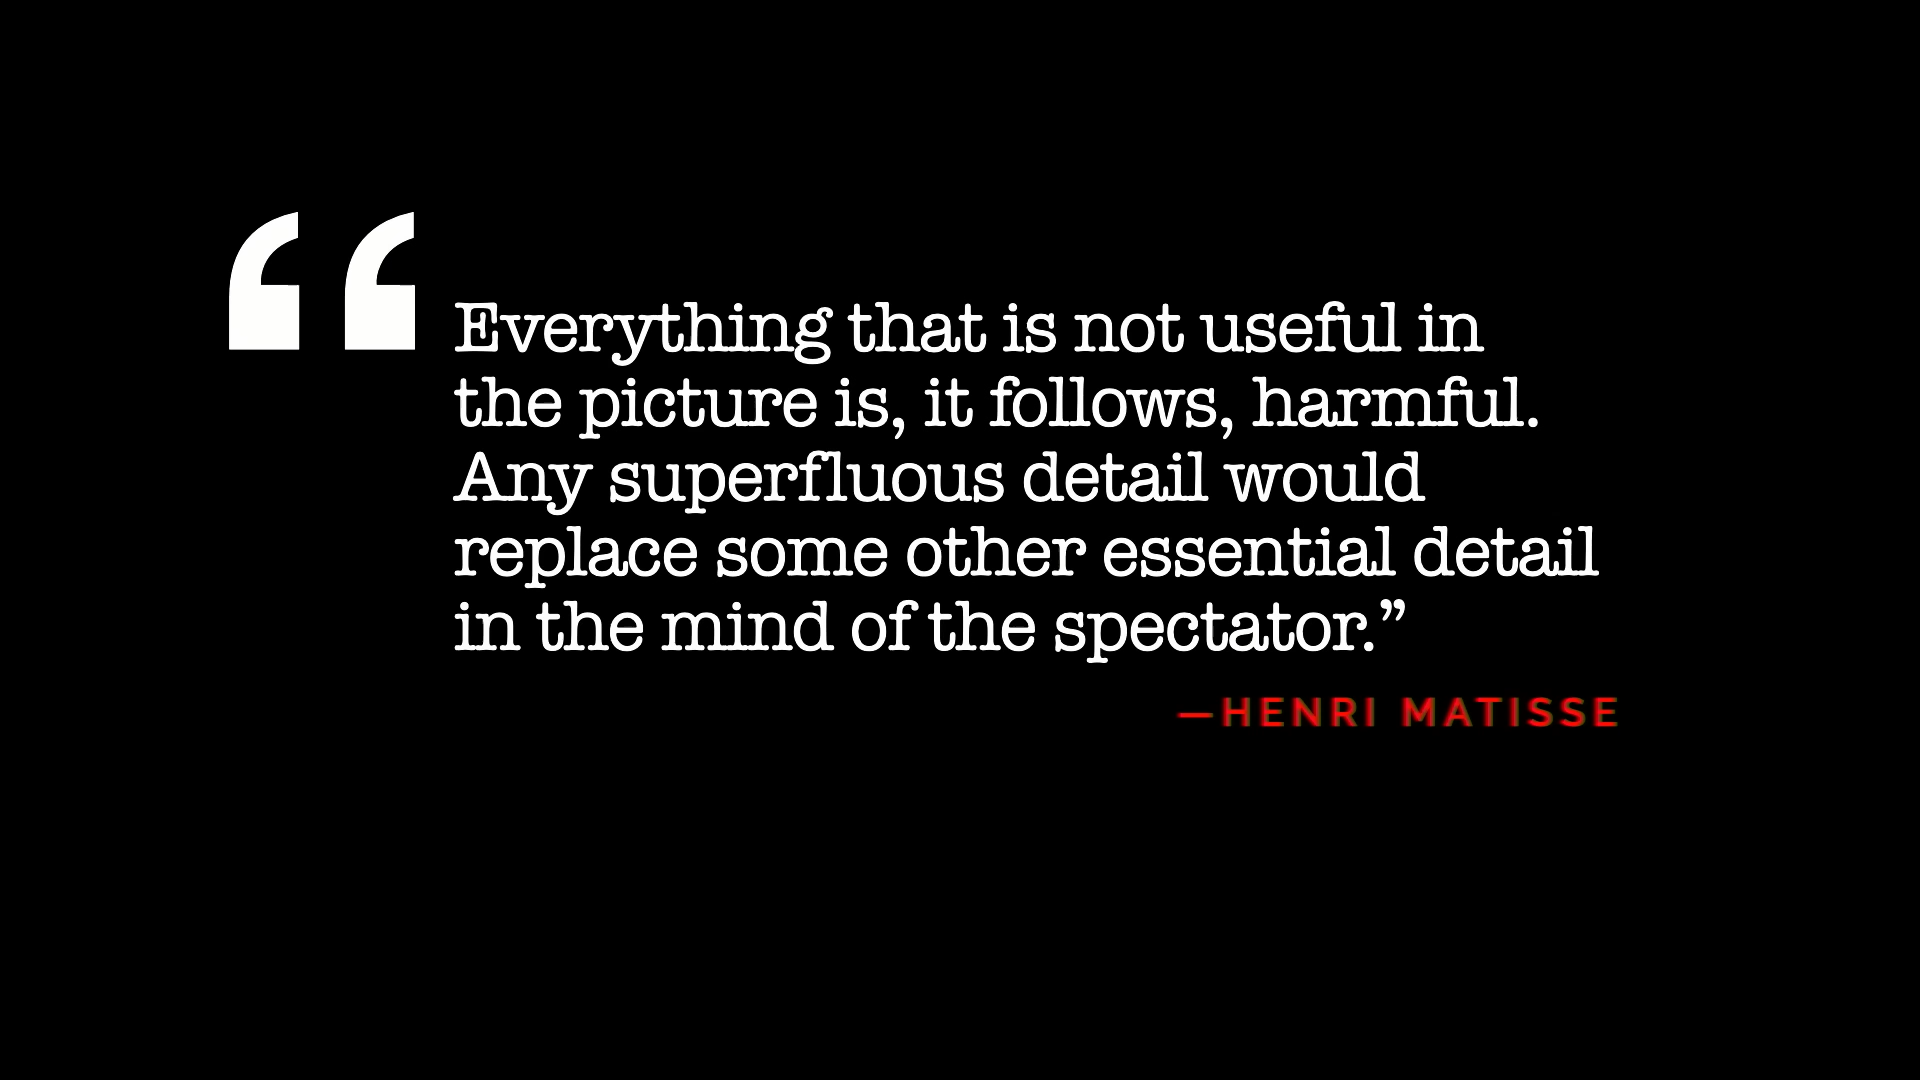 “Everything that is not useful in
the picture is, it follows, harmful.
Any superfluous detail would
replace some other essential detail
in the mind of the spectator.”
—HENRI MATISSE